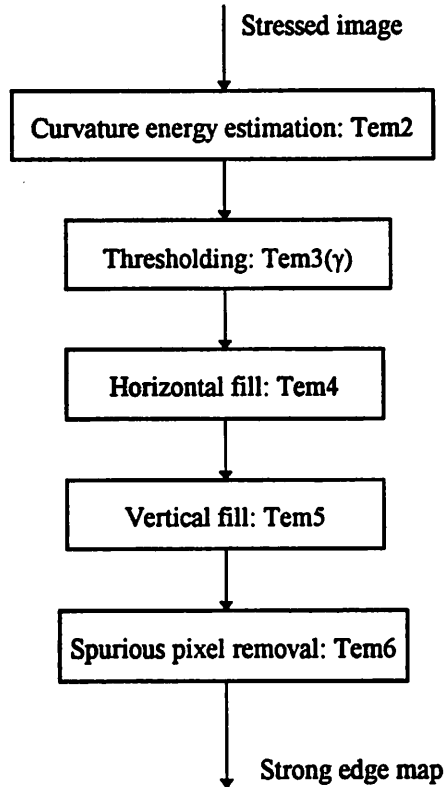 Stressed image
Curvature energy estimation: Tem2
Thresholding: Tem3(γ)
Horizontal fill: Tem4
Vertical fill: Tem5
Spurious pixel removal: Tem6
Strong edge map